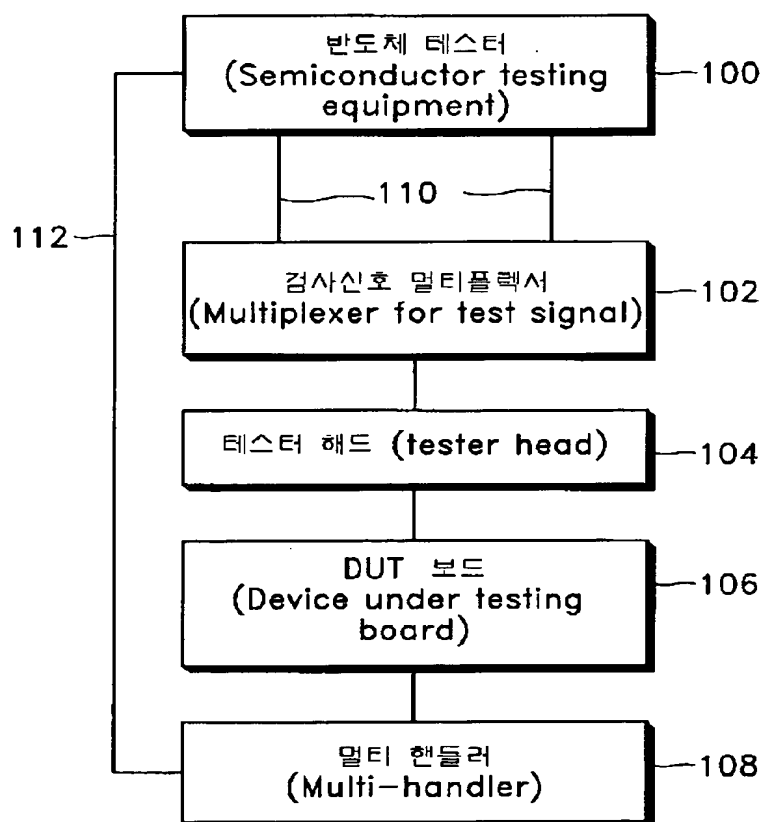 반도체 테스터
(Semiconductor testing
equipment)
100
110
112
검사신호 멀티플렉서
(Multiplexer for test signal)
102
테스터 해드 (tester head)
104
DUT 보드
(Device under testing
board)
106
멀티 핸들러
(Multi-handler)
108